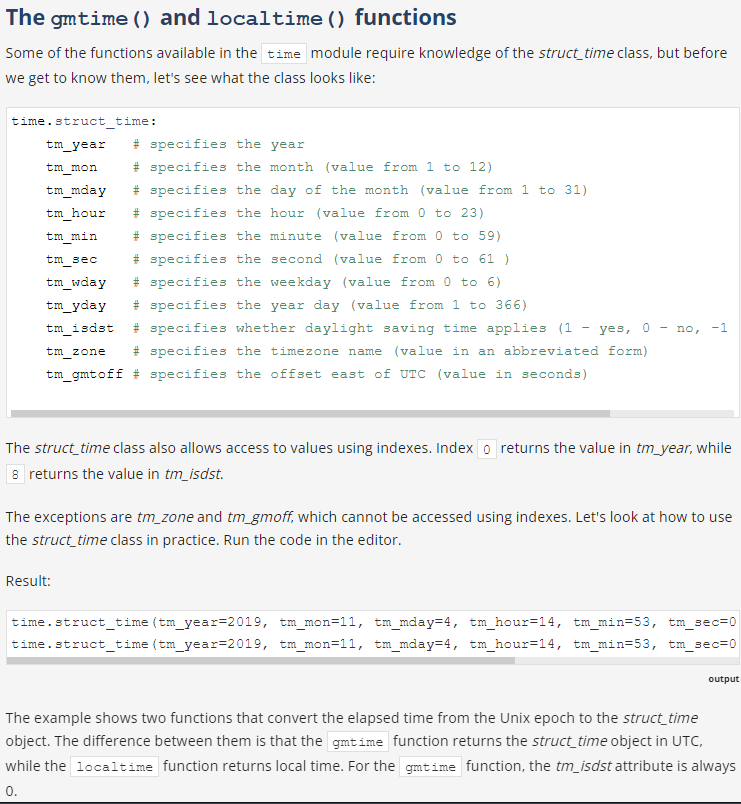 The gmtime() and localtime() functions
Some of the functions available in the time module require knowledge of the struct_time class, but before
we get to know them, let's see what the class looks like:
time.struct_time:
    tm_year   # specifies the year
    tm_mon    # specifies the month (value from 1 to 12)
    tm_mday   # specifies the day of the month (value from 1 to 31)
    tm_hour   # specifies the hour (value from 0 to 23)
    tm_min    # specifies the minute (value from 0 to 59)
    tm_sec    # specifies the second (value from 0 to 61 )
    tm_wday   # specifies the weekday (value from 0 to 6)
    tm_yday   # specifies the year day (value from 1 to 366)
    tm_isdst  # specifies whether daylight saving time applies (1 - yes, 0 - no, -1
    tm_zone   # specifies the timezone name (value in an abbreviated form)
    tm_gmtoff # specifies the offset east of UTC (value in seconds)
The struct_time class also allows access to values using indexes. Index 0 returns the value in tm_year, while
8 returns the value in tm_isdst.
The exceptions are tm_zone and tm_gmoff, which cannot be accessed using indexes. Let's look at how to use
the struct_time class in practice. Run the code in the editor.
Result:
time.struct_time(tm_year=2019, tm_mon=11, tm_mday=4, tm_hour=14, tm_min=53, tm_sec=0
time.struct_time(tm_year=2019, tm_mon=11, tm_mday=4, tm_hour=14, tm_min=53, tm_sec=0
output
The example shows two functions that convert the elapsed time from the Unix epoch to the struct_time
object. The difference between them is that the gmtime function returns the struct_time object in UTC,
while the localtime function returns local time. For the gmtime function, the tm_isdst attribute is always
0.